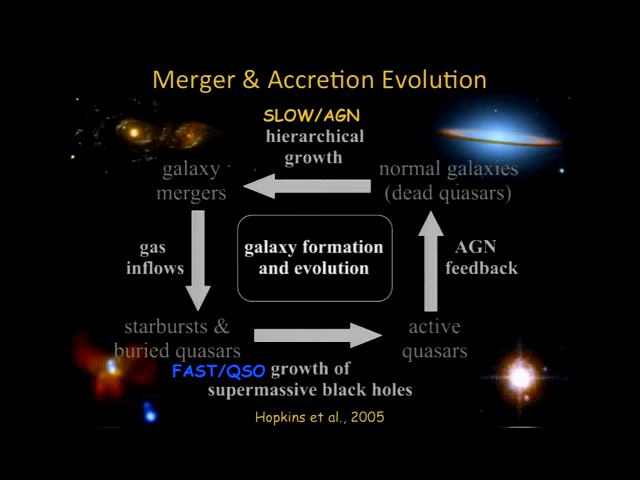 Merger & Accretion Evolution
SLOW/AGN
hierarchical
growth
galaxy
mergers
normal galaxies
(dead quasars)
gas
inflows
galaxy formation
and evolution
AGN
feedback
starbursts &
buried quasars
active
quasars
FAST/QSO growth of
supermassive black holes
Hopkins et al., 2005